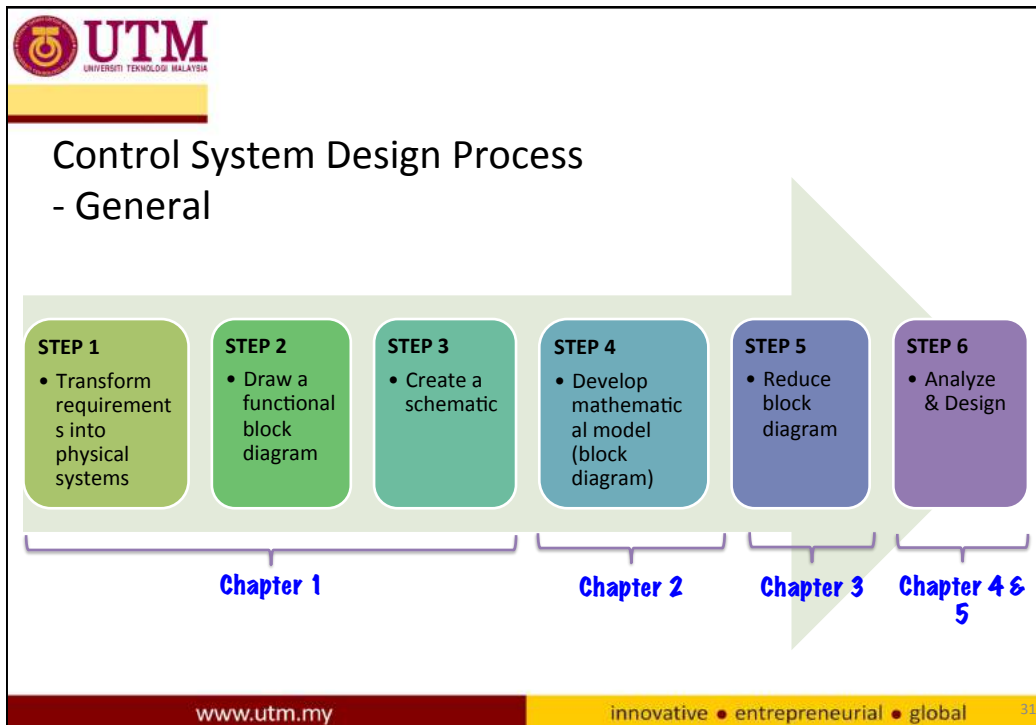 UTM
UNIVERSITI TEKNOLOGI MALAYSIA
Control System Design Process
- General
STEP 1
• Transform
requirement
s into
physical
systems
STEP 2
• Draw a
functional
block
diagram
STEP 3
• Create a
schematic
STEP 4
• Develop
mathematic
al model
(block
diagram)
STEP 5
• Reduce
block
diagram
STEP 6
• Analyze
& Design
Chapter 1
Chapter 2
Chapter 3
Chapter 4 &
5
www.utm.my
innovative ● entrepreneurial ● global
31